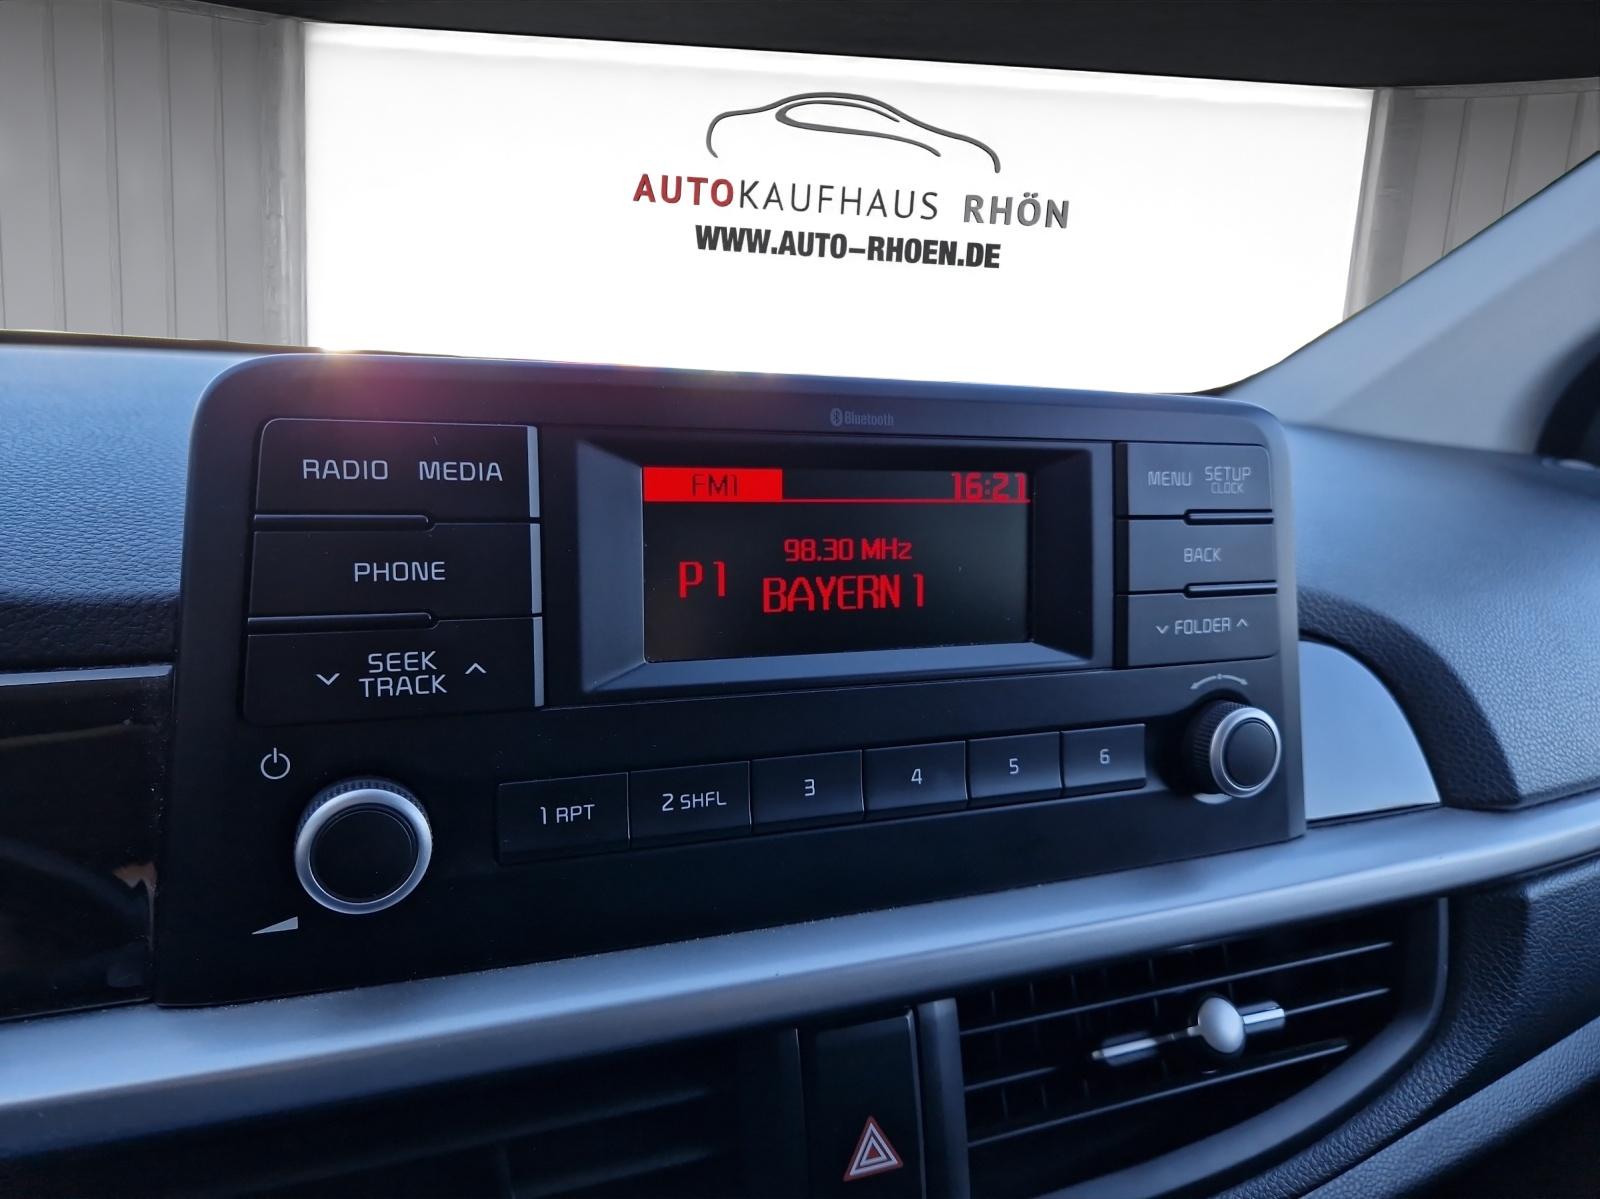 AUTOKAUFHAUS RHÖN
WWW.AUTO-RHOEN.DE
Bluetooth
RADIO MEDIA
FM1 16:21
MENU SETUP
CLOCK
PHONE
98.30 MHz
P1 BAYERN 1
BACK
SEEK
TRACK
FOLDER
1 RPT 2 SHFL 3 4 5 6